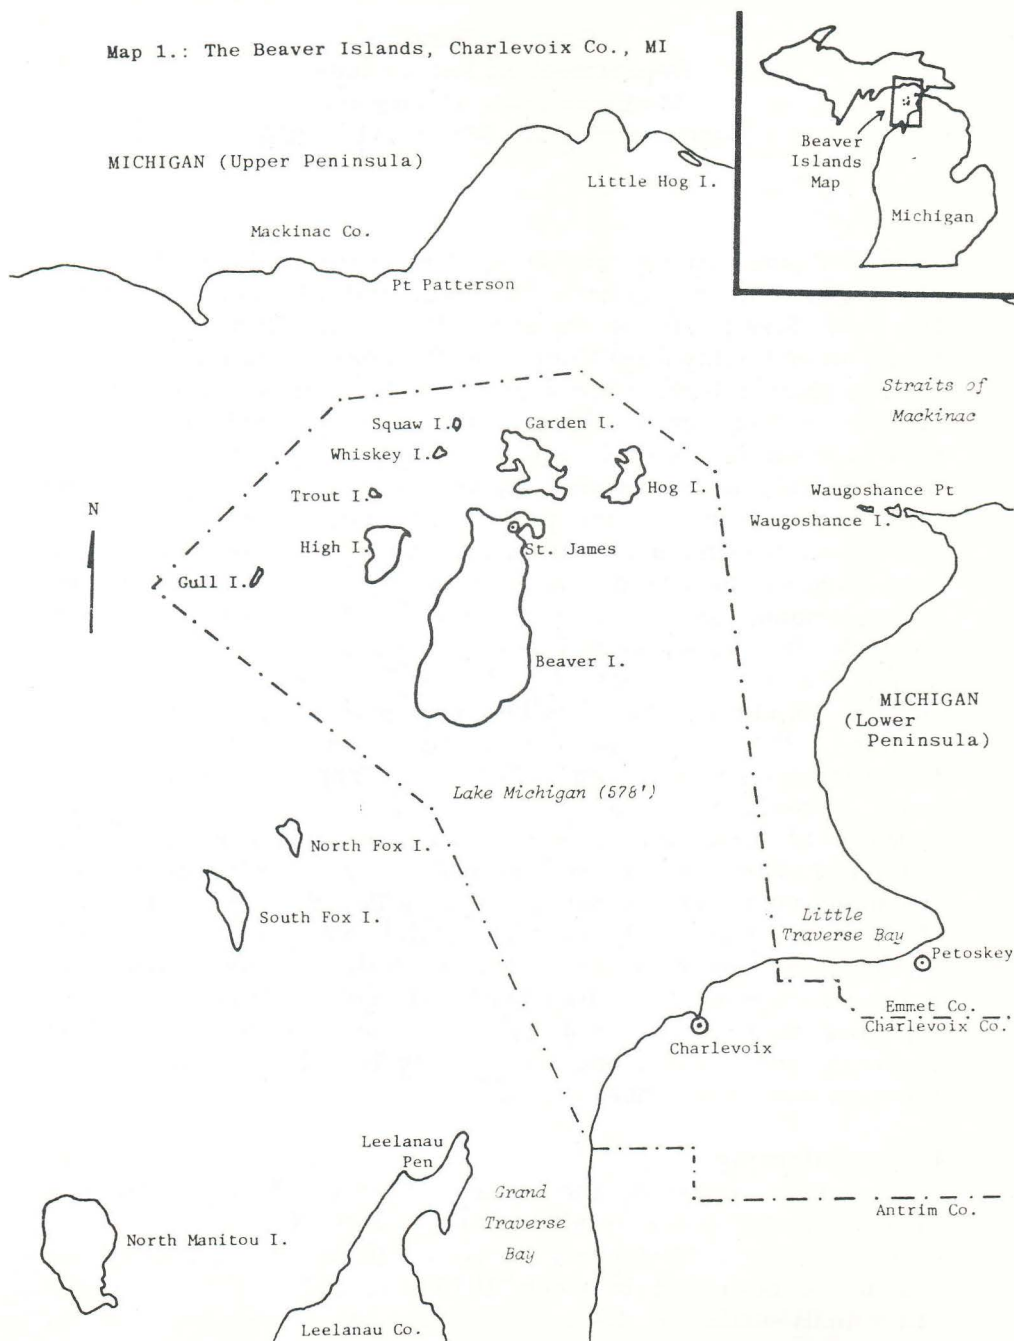 Map 1.: The Beaver Islands, Charlevoix Co., MI
Beaver
Islands
Map
Michigan
MICHIGAN (Upper Peninsula)
Little Hog I.
Mackinac Co.
Pt Patterson
Straits of
Mackinac
Squaw I.
Garden I.
Whiskey I.
Trout I.
Hog I.
Waugoshance Pt
Waugoshance I.
N
High I.
St. James
Gull I.
Beaver I.
MICHIGAN
(Lower
Peninsula)
Lake Michigan (578')
North Fox I.
South Fox I.
Little
Traverse Bay
Petoskey
Emmet Co.
Charlevoix Co.
Charlevoix
Leelanau
Pen
Grand
Traverse
Bay
Antrim Co.
North Manitou I.
Leelanau Co.